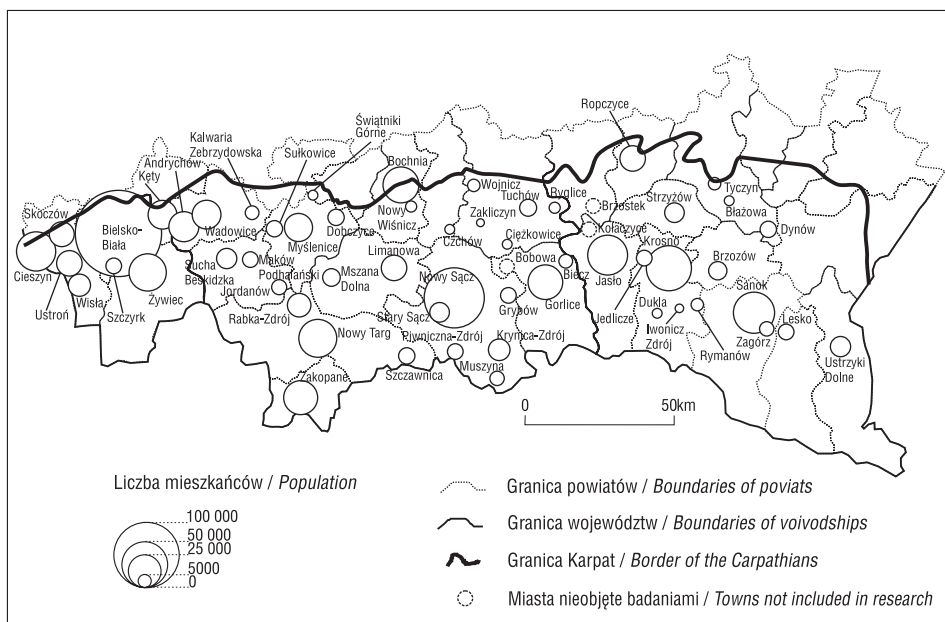 Ropczyce
Świątniki
Górne
Kalwaria
Zebrzydowska
Sułkowice
Andrychów
Bochnia
Kęty
Wojnicz
Ryglice
Tyczyn
Tuchów
Brzostek
Skoczów
Strzyżów
Nowy
Wiśnicz
Zakliczyn
Błażowa
Bielsko-
Biała
Wadowice
Dobczyce
Kołaczyce
Dynów
Myślenice
Czchów
Ciężkowice
Krosno
Limanowa
Bobowa
Sucha
Beskidzka
Maków
Podhalański
Biecz
Brzozów
Cieszyn
Mszana
Dolna
Nowy Sącz
Jasło
Jordanów
Sanok
Wisła
Żywiec
Gorlice
Dukla
Grybów
Lesko
Ustroń
Szczyrk
Rabka-Zdrój
Stary Sącz
Jedlicze
Iwonicz
Zdrój
Nowy Targ
Piwniczna-Zdrój
Krynica-Zdrój
Zagórz
Rymanów
Muszyna
Ustrzyki
Dolne
Zakopane
Szczawnica
0 50km
Liczba mieszkańców / Population
100 000
50 000
25 000
5000
0
Granica powiatów / Boundaries of poviats
Granica województw / Boundaries of voivodships
Granica Karpat / Border of the Carpathians
Miasta nieobjęte badaniami / Towns not included in research